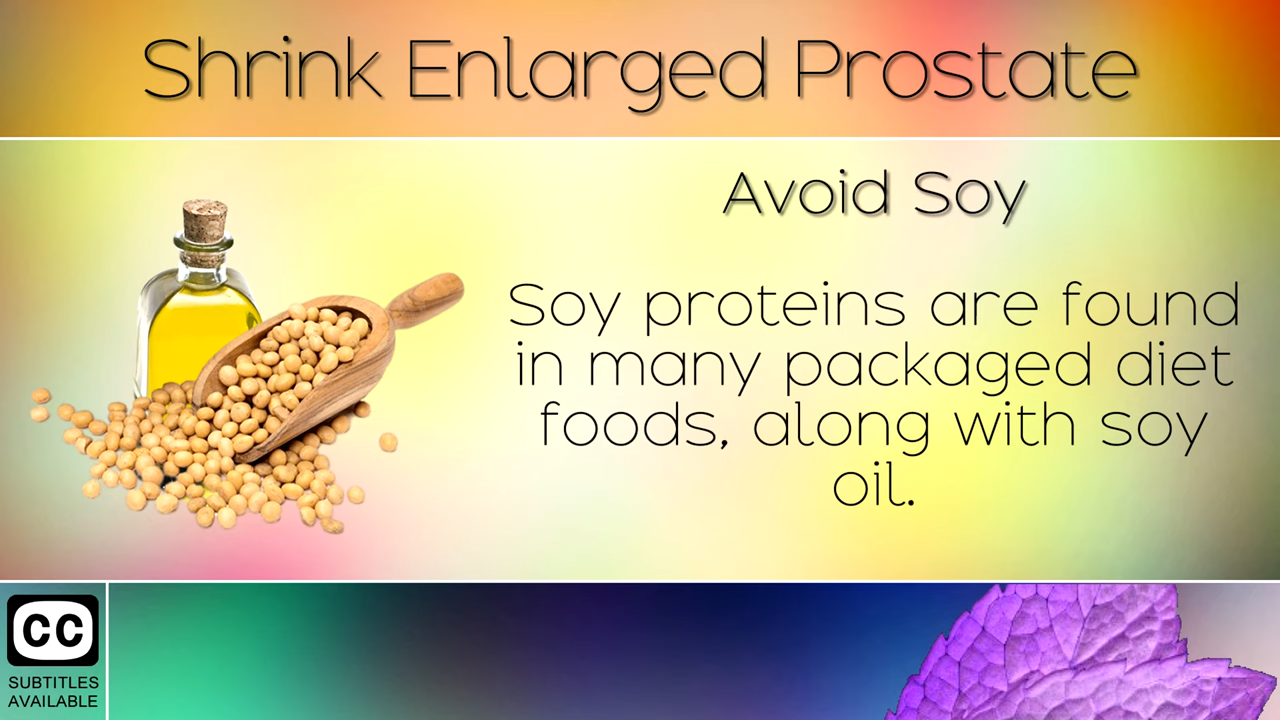 Shrink Enlarged Prostate
Avoid Soy
Soy proteins are found
in many packaged diet
foods, along with soy
oil.
CC
SUBTITLES
AVAILABLE